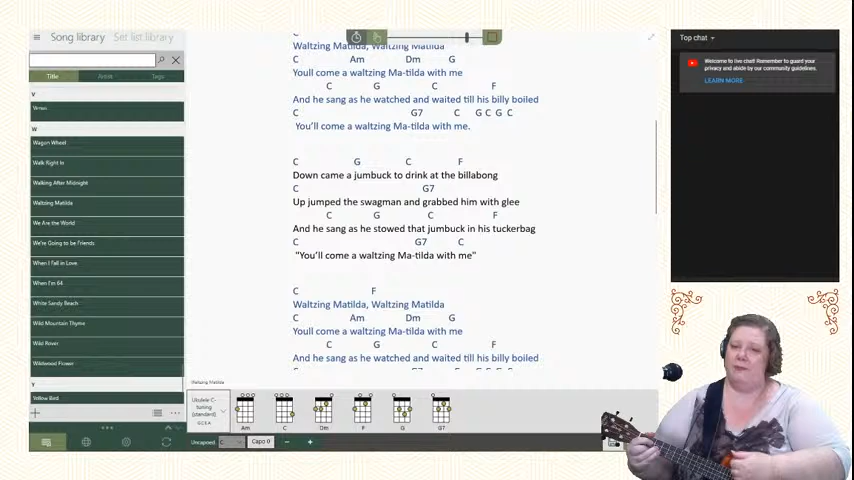 Song library Set list library
Title Artist Tags
V
W
Wagon Wheel
Walk Right In
Walking After Midnight
Waltzing Matilda
We Are the World
We're Going to be Friends
When I Fall in Love
When I'm 64
White Sandy Beach
Wild Mountain Thyme
Wild Rover
Wildwood Flower
Y
Yellow Bird
C
Waltzing Matilda, Waltzing Matilda
C Am Dm G
Youll come a waltzing Ma-tilda with me
C G C F
And he sang as he watched and waited till his billy boiled
C G7 C G C G C
You'll come a waltzing Ma-tilda with me.
C G C F
Down came a jumbuck to drink at the billabong
C G7
Up jumped the swagman and grabbed him with glee
C G C F
And he sang as he stowed that jumbuck in his tuckerbag
C G7 C
"You'll come a waltzing Ma-tilda with me"
C F
Waltzing Matilda, Waltzing Matilda
C Am Dm G
Youll come a waltzing Ma-tilda with me
C G C F
And he sang as he watched and waited till his billy boiled
Waltzing Matilda
Ukulele C-
tuning
(standard)
G C E A
Am C Dm F G G7
Uncapoed: C Capo 0 - +
Top chat
Welcome to live chat! Remember to guard your
privacy and abide by our community guidelines.
LEARN MORE